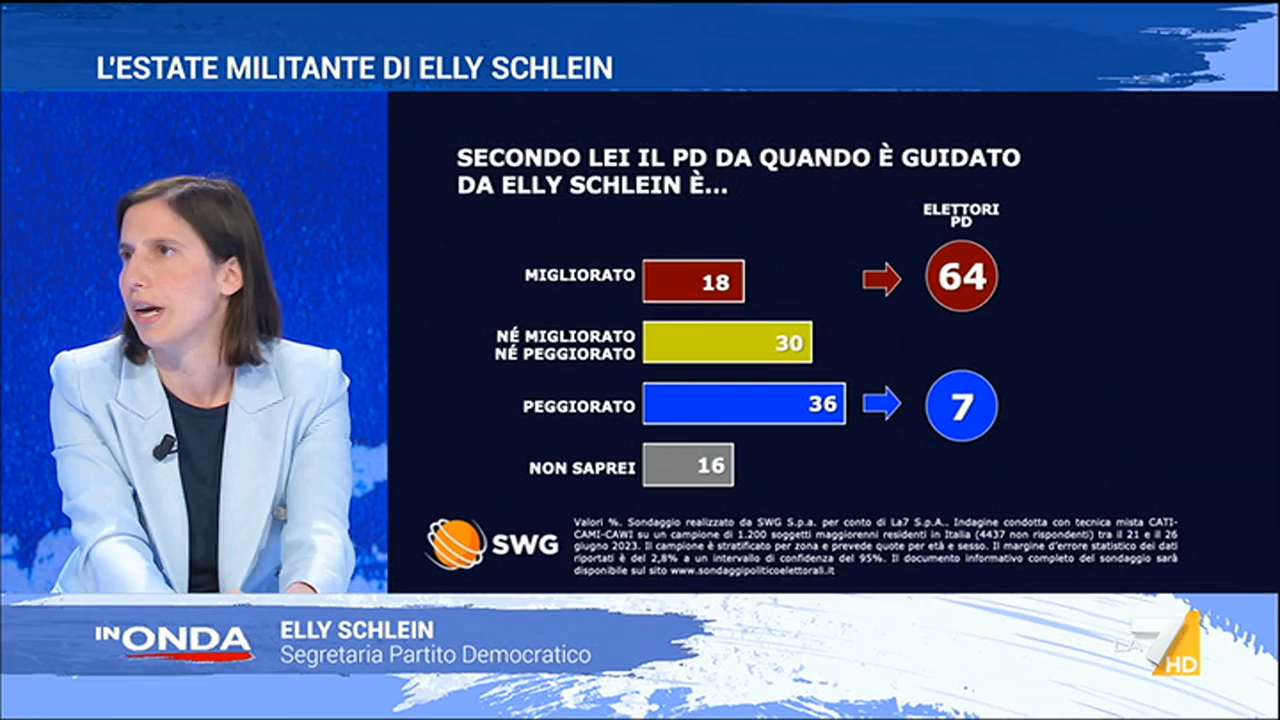 L'ESTATE MILITANTE DI ELLY SCHLEIN
SECONDO LEI IL PD DA QUANDO È GUIDATO
DA ELLY SCHLEIN È...
ELETTORI
PD
MIGLIORATO
18
64
NÉ MIGLIORATO
NÉ PEGGIORATO
30
PEGGIORATO
36
7
NON SAPREI
16
SWG
Valori %. Sondaggio realizzato da SWG S.p.a. per conto di La7 S.p.A.. Indagine condotta con tecnica mista CATI-
CAMI-CAWI su un campione di 1.200 soggetti maggiorenni residenti in Italia (4437 non rispondenti) tra il 21 e il 26
giugno 2023. Il campione è stratificato per zona e prevede quote per età e sesso. Il margine d'errore statistico dei dati
riportati è del 2,8% a un intervallo di confidenza del 95%. Il documento informativo completo del sondaggio sarà
disponibile sul sito www.sondaggipoliticoelettorali.it
IN ONDA
ELLY SCHLEIN
Segretaria Partito Democratico
LA 7 HD